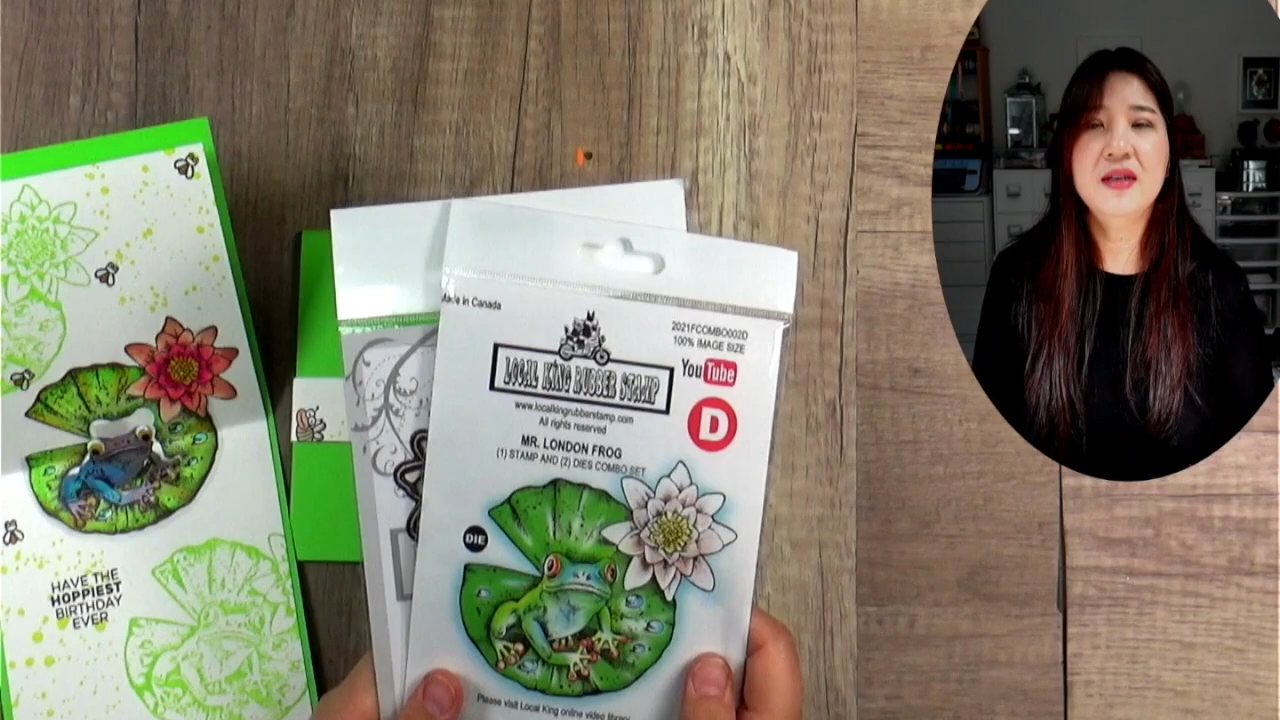 Made in Canada
2021FCOMBO002D
100% IMAGE SIZE
LOCAL KING RUBBER STAMP
YouTube
www.localkingrubberstamp.com
All rights reserved
D
MR. LONDON FROG
(1) STAMP AND (2) DIES COMBO SET
DIE
Please visit Local King online video library
HAVE THE
HOPPIEST
BIRTHDAY
EVER